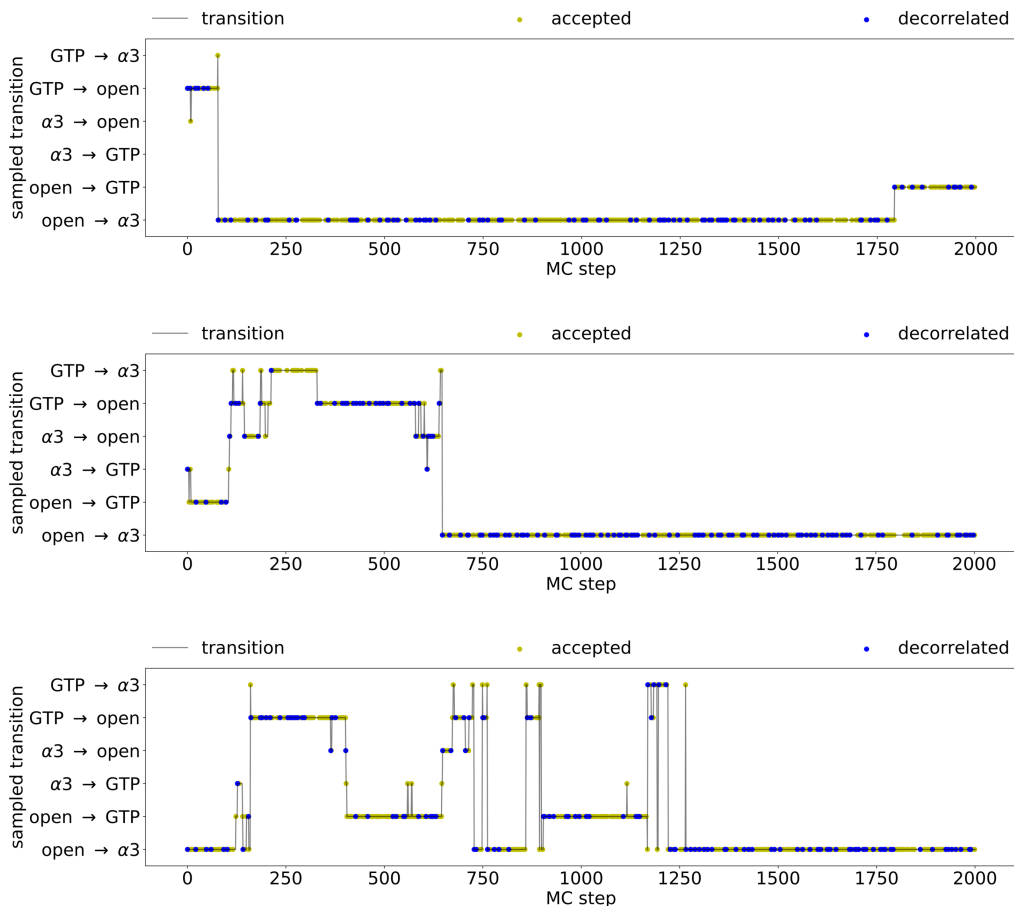 transition accepted decorrelated
GTP → α3
GTP → open
α3 → open
α3 → GTP
open → GTP
open → α3
sampled transition
0 250 500 750 1000 1250 1500 1750 2000
MC step
transition accepted decorrelated
GTP → α3
GTP → open
α3 → open
α3 → GTP
open → GTP
open → α3
sampled transition
0 250 500 750 1000 1250 1500 1750 2000
MC step
transition accepted decorrelated
GTP → α3
GTP → open
α3 → open
α3 → GTP
open → GTP
open → α3
sampled transition
0 250 500 750 1000 1250 1500 1750 2000
MC step